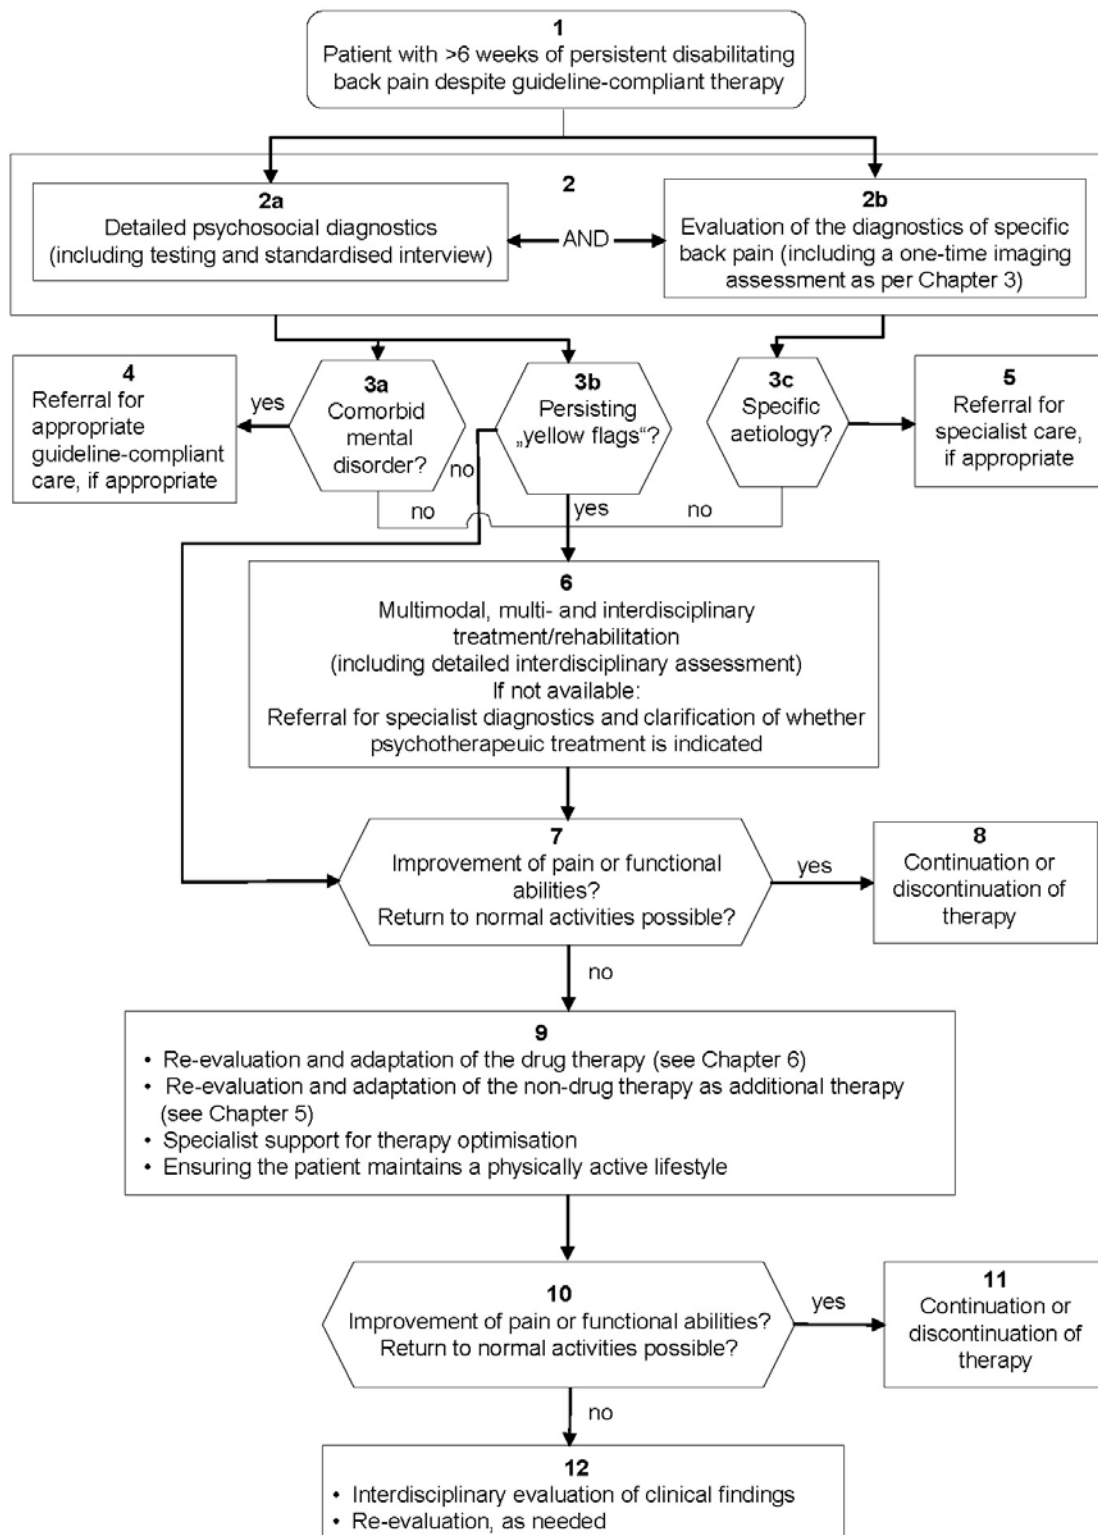 1
Patient with >6 weeks of persistent disabilitating
back pain despite guideline-compliant therapy
2
2a
Detailed psychosocial diagnostics
(including testing and standardised interview)
AND
2b
Evaluation of the diagnostics of specific
back pain (including a one-time imaging
assessment as per Chapter 3)
4
Referral for
appropriate
guideline-compliant
care, if appropriate
yes
3a
Comorbid
mental
disorder?
no
no
3b
Persisting
„yellow flags“?
yes
no
3c
Specific
aetiology?
5
Referral for
specialist care,
if appropriate
6
Multimodal, multi- and interdisciplinary
treatment/rehabilitation
(including detailed interdisciplinary assessment)
If not available:
Referral for specialist diagnostics and clarification of whether
psychotherapeuic treatment is indicated
7
Improvement of pain or functional
abilities?
Return to normal activities possible?
yes
8
Continuation or
discontinuation of
therapy
no
9
• Re-evaluation and adaptation of the drug therapy (see Chapter 6)
• Re-evaluation and adaptation of the non-drug therapy as additional therapy
(see Chapter 5)
• Specialist support for therapy optimisation
• Ensuring the patient maintains a physically active lifestyle
10
Improvement of pain or functional abilities?
Return to normal activities possible?
yes
11
Continuation or
discontinuation of
therapy
no
12
• Interdisciplinary evaluation of clinical findings
• Re-evaluation, as needed